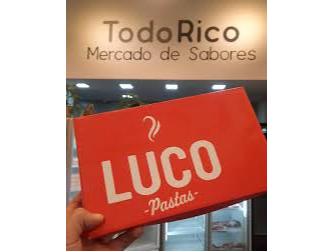 TodoRico
Mercado de Sabores
LUCO
-Pastas-